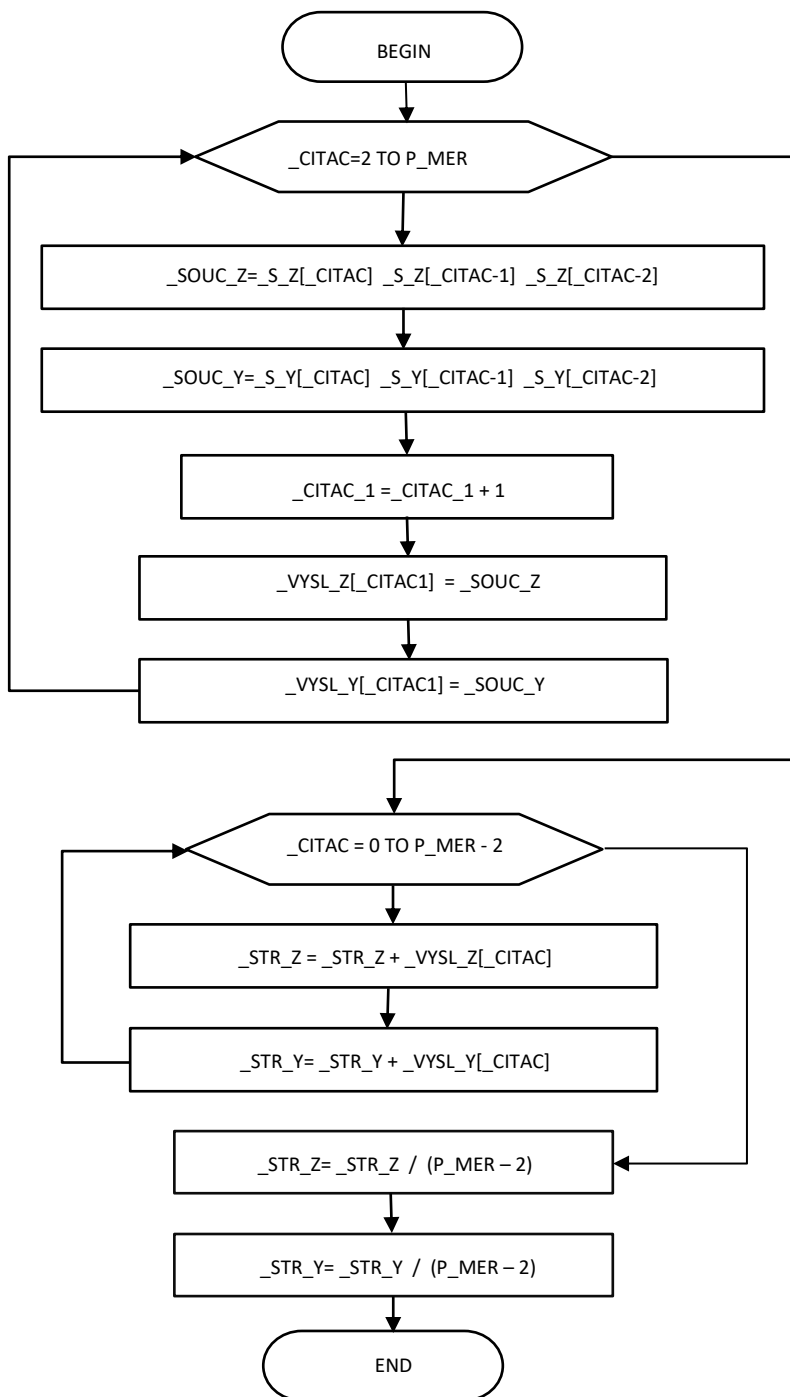 BEGIN
_CITAC=2 TO P_MER
_SOUC_Z=_S_Z[_CITAC] _S_Z[_CITAC-1] _S_Z[_CITAC-2]
_SOUC_Y=_S_Y[_CITAC] _S_Y[_CITAC-1] _S_Y[_CITAC-2]
_CITAC_1 =_CITAC_1 + 1
_VYSL_Z[_CITAC1] = _SOUC_Z
_VYSL_Y[_CITAC1] = _SOUC_Y
_CITAC = 0 TO P_MER - 2
_STR_Z = _STR_Z + _VYSL_Z[_CITAC]
_STR_Y= _STR_Y + _VYSL_Y[_CITAC]
_STR_Z= _STR_Z / (P_MER – 2)
_STR_Y= _STR_Y / (P_MER – 2)
END